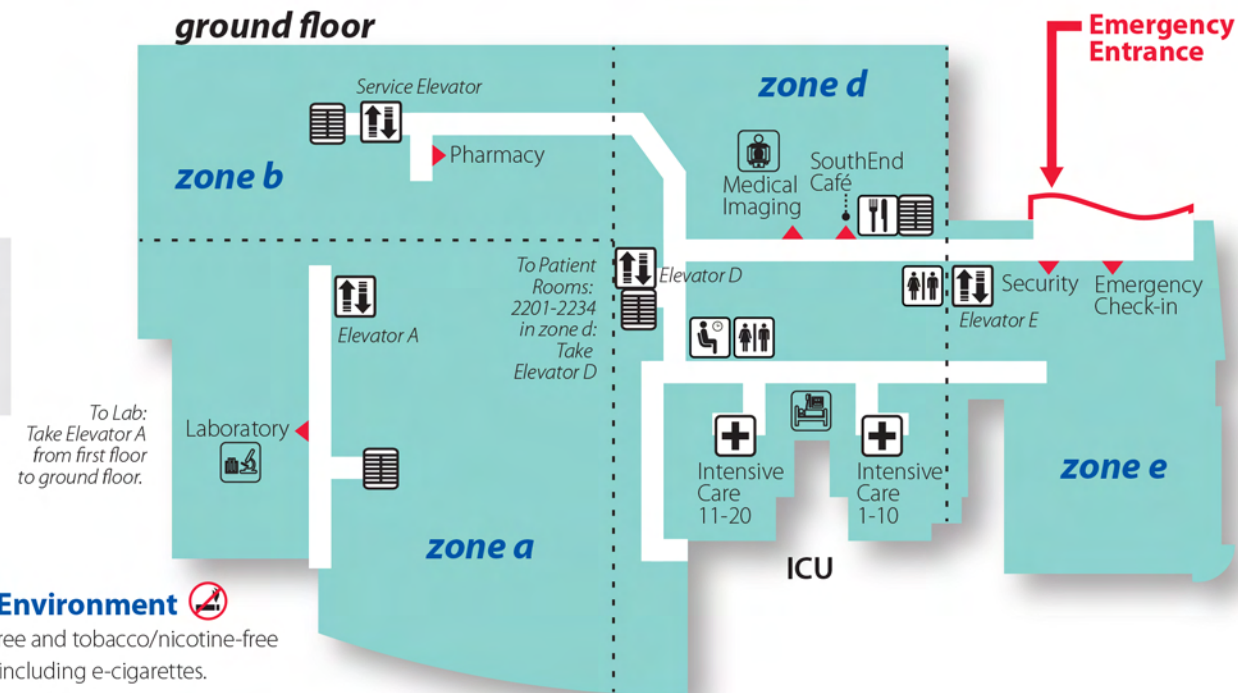 ground floor
Emergency
Entrance
Service Elevator
zone d
Pharmacy
SouthEnd
Café
Medical
Imaging
zone b
To Patient
Rooms:
2201-2234
in zone d:
Take
Elevator D
Elevator D
Security
Emergency
Check-in
Elevator E
Elevator A
To Lab:
Take Elevator A
from first floor
to ground floor.
Laboratory
Intensive
Care
11-20
Intensive
Care
1-10
zone e
zone a
ICU
Environment
ree and tobacco/nicotine-free
including e-cigarettes.